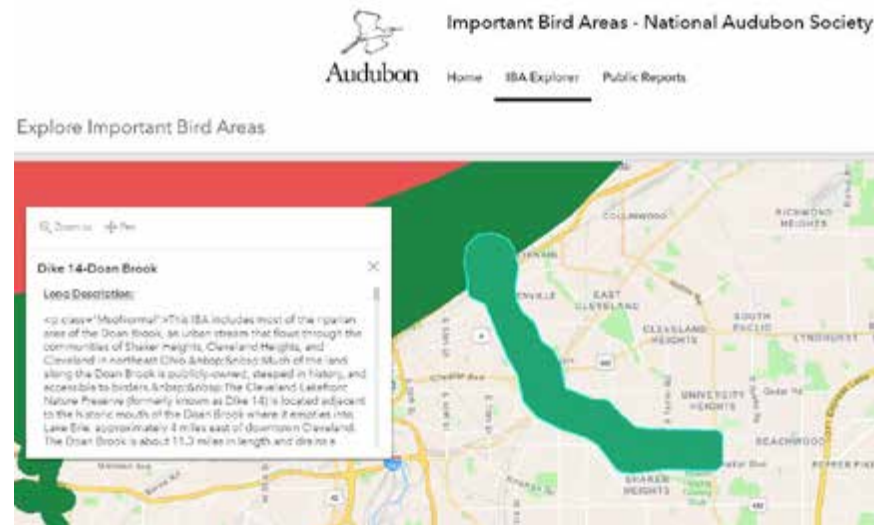 Important Bird Areas - National Audubon Society
Audubon
Home IBA Explorer Public Reports
Explore Important Bird Areas
Zoom to Pan
Dike 14-Doan Brook
Long Description:
<p class="MsoNormal">This IBA includes most of the riparian
area of the Doan Brook, an urban stream that flows through the
communities of Shaker Heights, Cleveland Heights, and
Cleveland in northeast Ohio.&nbsp;&nbsp;Much of the land
along the Doan Brook is publicly-owned, steeped in history, and
accessible to birders.&nbsp;&nbsp;The Cleveland Lakefront
Nature Preserve (formerly known as Dike 14) is located adjacent
to the historic mouth of the Doan Brook where it empties into
Lake Erie, approximately 4 miles east of downtown Cleveland.
The Doan Brook is about 11.3 miles in length and drains a
COLLINWOOD
RICHMOND
HEIGHTS
EAST
CLEVELAND
SOUTH
EUCLID
CLEVELAND
HEIGHTS
LYNDHURST
Chester Ave
UNIVERSITY
HEIGHTS
Cedar Rd
BEACHWOOD
PEPPER PIKE
SHAKER
HEIGHTS